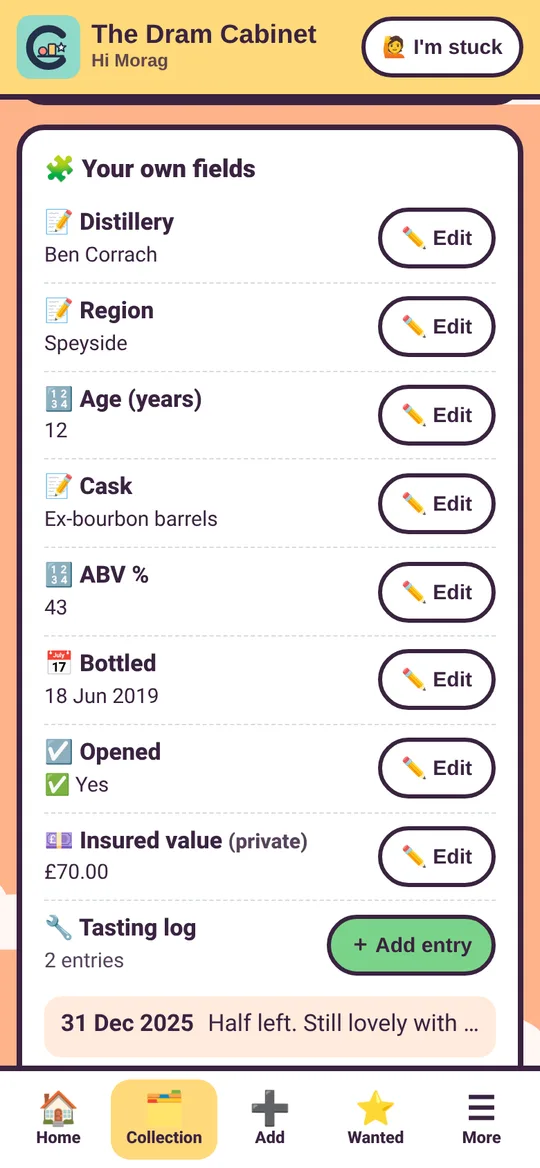 The Dram Cabinet
Hi Morag
I'm stuck
Your own fields
Distillery
Ben Corrach
Edit
Region
Speyside
Edit
Age (years)
12
Edit
Cask
Ex-bourbon barrels
Edit
ABV %
43
Edit
Bottled
18 Jun 2019
Edit
Opened
Yes
Edit
Insured value (private)
£70.00
Edit
Tasting log
2 entries
+ Add entry
31 Dec 2025 Half left. Still lovely with ...
Home
Collection
Add
Wanted
More